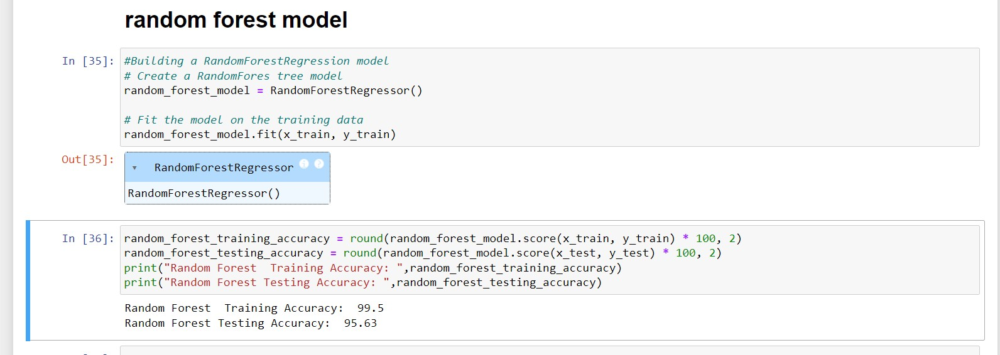 random forest model
In [35]: #Building a RandomForestRegression model
# Create a RandomFores tree model
random_forest_model = RandomForestRegressor()
# Fit the model on the training data
random_forest_model.fit(x_train, y_train)
Out[35]: ▾ RandomForestRegressor i ?
RandomForestRegressor()
In [36]: random_forest_training_accuracy = round(random_forest_model.score(x_train, y_train) * 100, 2)
random_forest_testing_accuracy = round(random_forest_model.score(x_test, y_test) * 100, 2)
print("Random Forest  Training Accuracy: ",random_forest_training_accuracy)
print("Random Forest Testing Accuracy: ",random_forest_testing_accuracy)
Random Forest  Training Accuracy:  99.5
Random Forest Testing Accuracy:  95.63